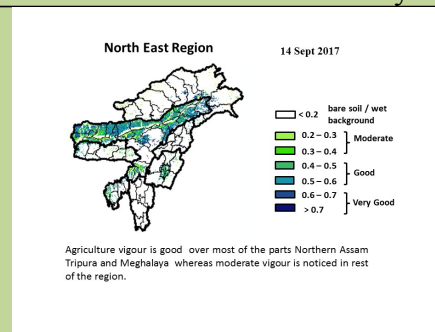 North East Region
14 Sept 2017
< 0.2 bare soil / wet background
0.2 – 0.3
Moderate
0.3 – 0.4
0.4 – 0.5
Good
0.5 – 0.6
0.6 – 0.7
Very Good
> 0.7
Agriculture vigour is good over most of the parts Northern Assam
Tripura and Meghalaya whereas moderate vigour is noticed in rest
of the region.